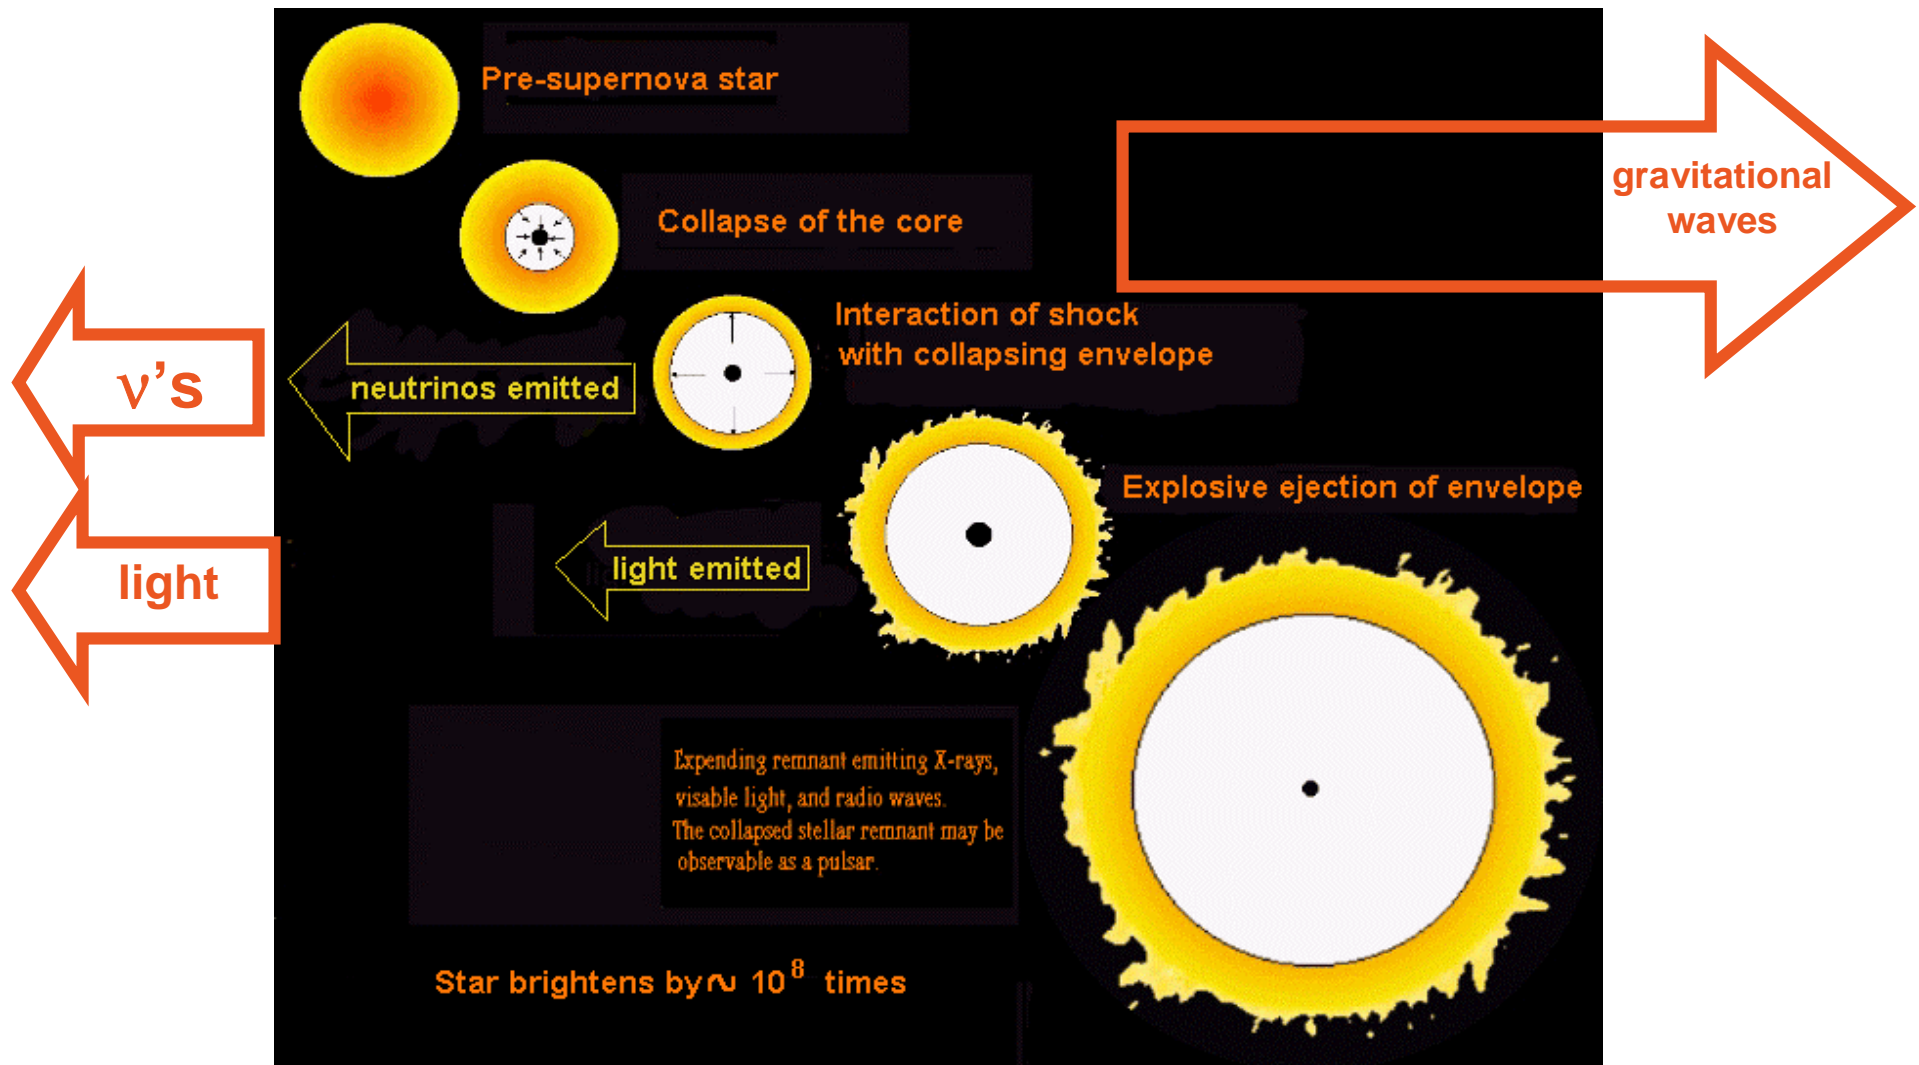 Pre-supernova star
gravitational
waves
Collapse of the core
Interaction of shock
with collapsing envelope
ν's
neutrinos emitted
Explosive ejection of envelope
light
light emitted
Expending remnant emitting X-rays,
visable light, and radio waves.
The collapsed stellar remnant may be
observable as a pulsar.
Star brightens by ~ 10⁸ times